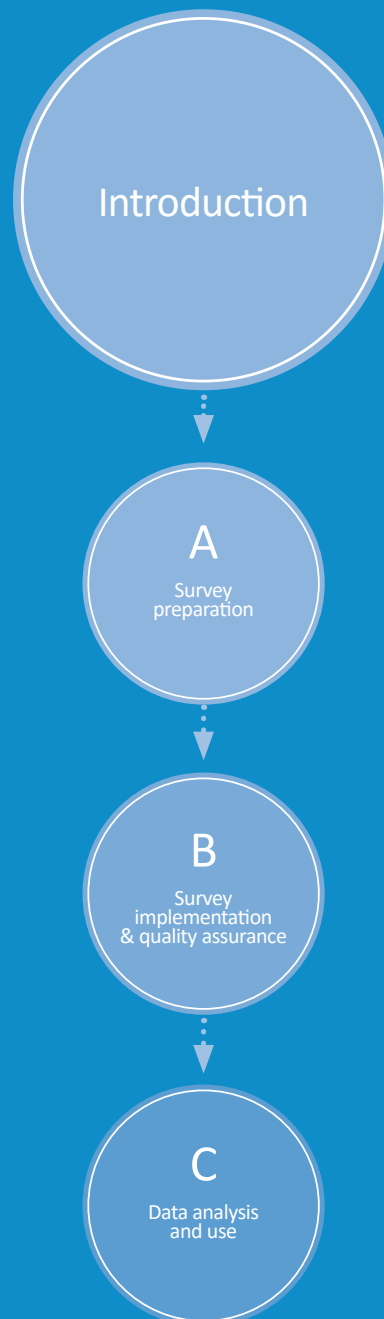 Introduction
A
Survey
preparation
B
Survey
implementation
& quality assurance
C
Data analysis
and use